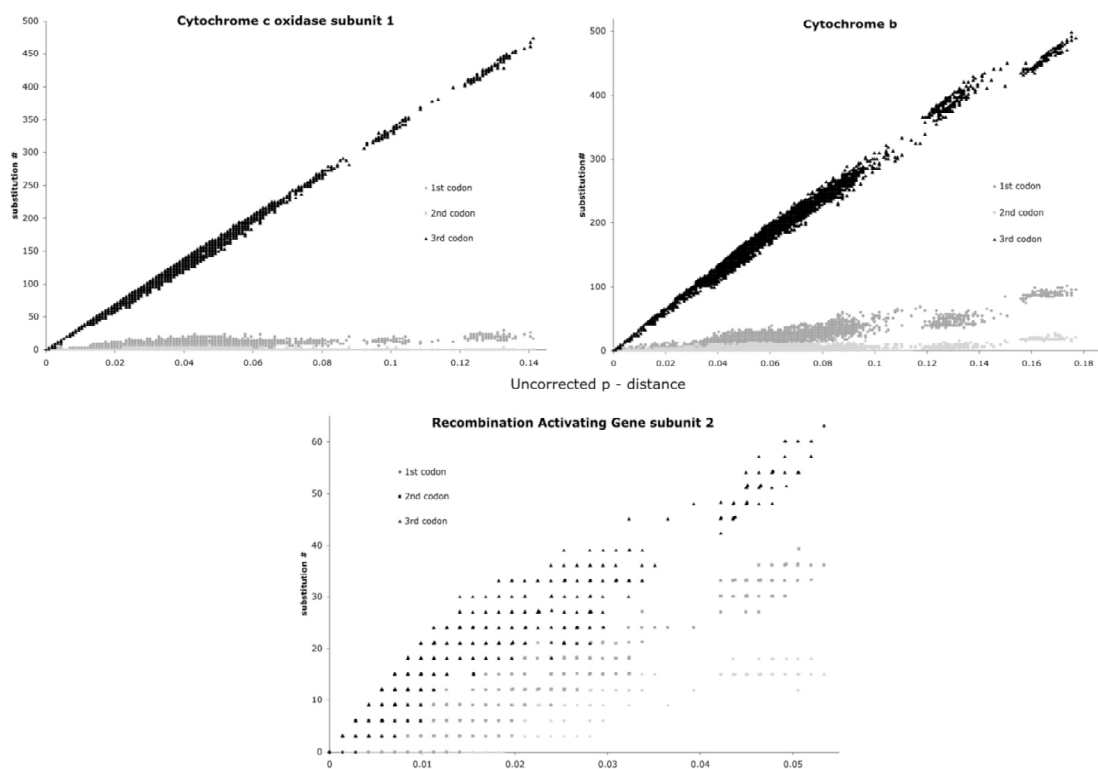 Cytochrome c oxidase subunit 1
500
450
400
350
300
250
200
150
100
50
0
substitution #
1st codon
2nd codon
3rd codon
0 0.02 0.04 0.06 0.08 0.1 0.12 0.14
Cytochrome b
500
400
300
200
100
0
substitution#
1st codon
2nd codon
3rd codon
0 0.02 0.04 0.06 0.08 0.1 0.12 0.14 0.16 0.18
Uncorrected p - distance
Recombination Activating Gene subunit 2
60
50
40
30
20
10
0
substitution #
1st codon
2nd codon
3rd codon
0 0.01 0.02 0.03 0.04 0.05